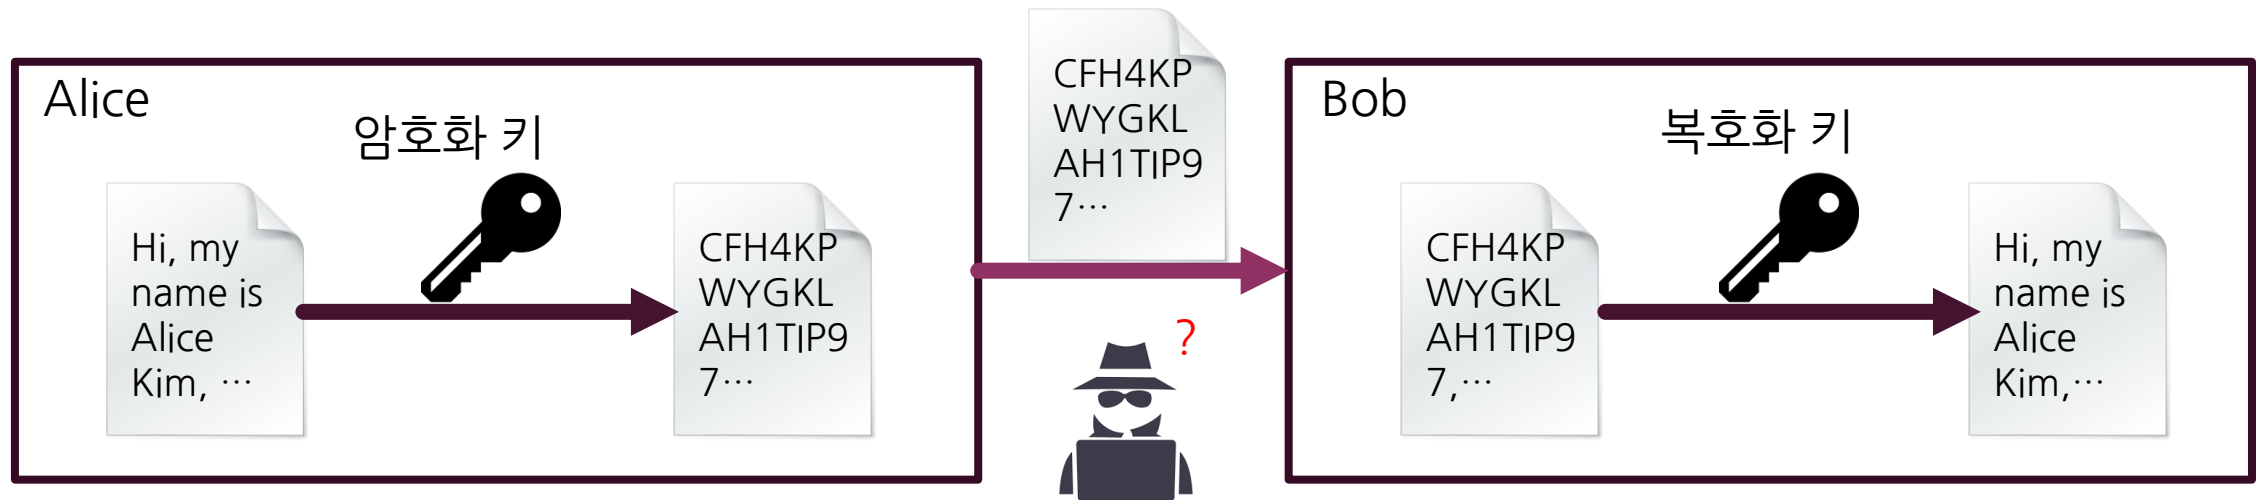 Alice
암호화 키
Hi, my
name is
Alice
Kim, …
CFH4KP
WYGKL
AH1TIP9
7…
CFH4KP
WYGKL
AH1TIP9
7…
?
Bob
복호화 키
CFH4KP
WYGKL
AH1TIP9
7,…
Hi, my
name is
Alice
Kim,…